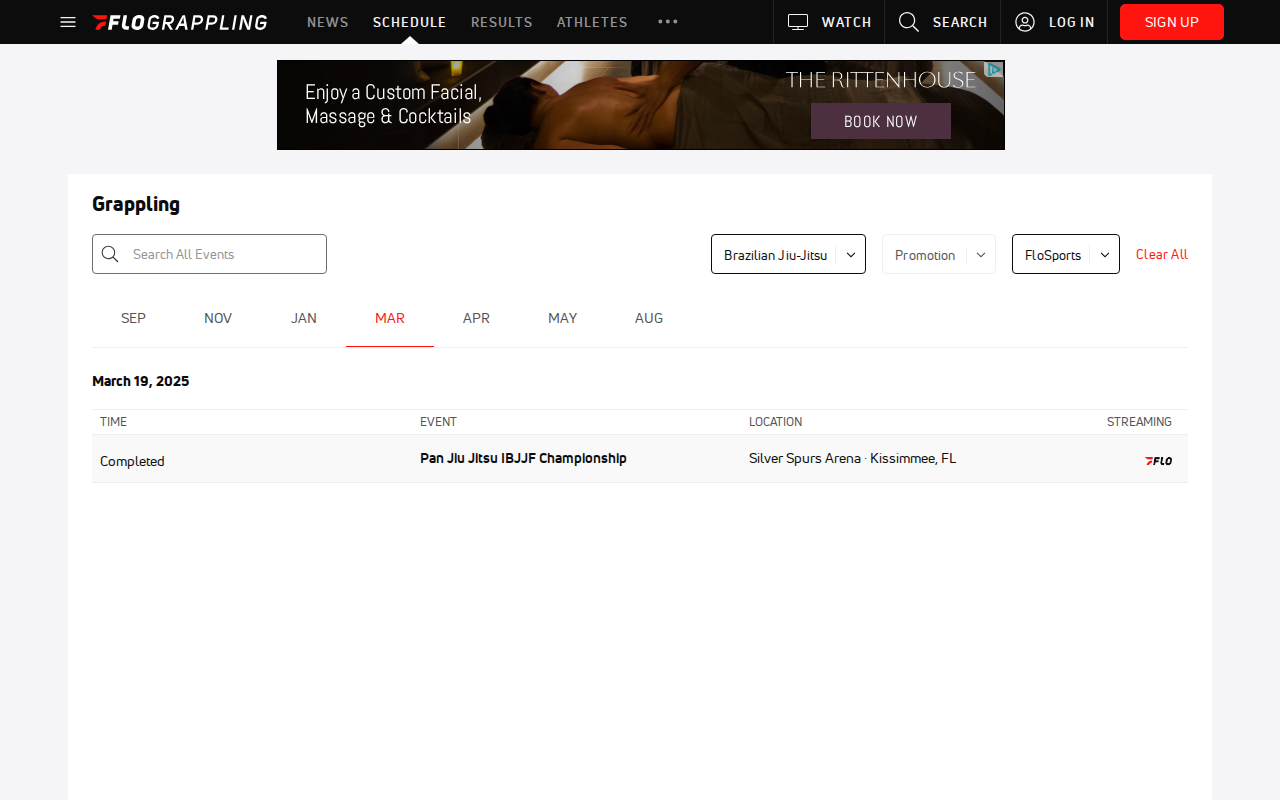 FLOGRAPPLING NEWS SCHEDULE RESULTS ATHLETES WATCH SEARCH LOG IN SIGN UP
Enjoy a Custom Facial,
Massage & Cocktails
THE RITTENHOUSE
BOOK NOW
Grappling
Search All Events Brazilian Jiu-Jitsu Promotion FloSports Clear All
SEP NOV JAN MAR APR MAY AUG
March 19, 2025
TIME EVENT LOCATION STREAMING
Completed Pan Jiu Jitsu IBJJF Championship Silver Spurs Arena · Kissimmee, FL FLO